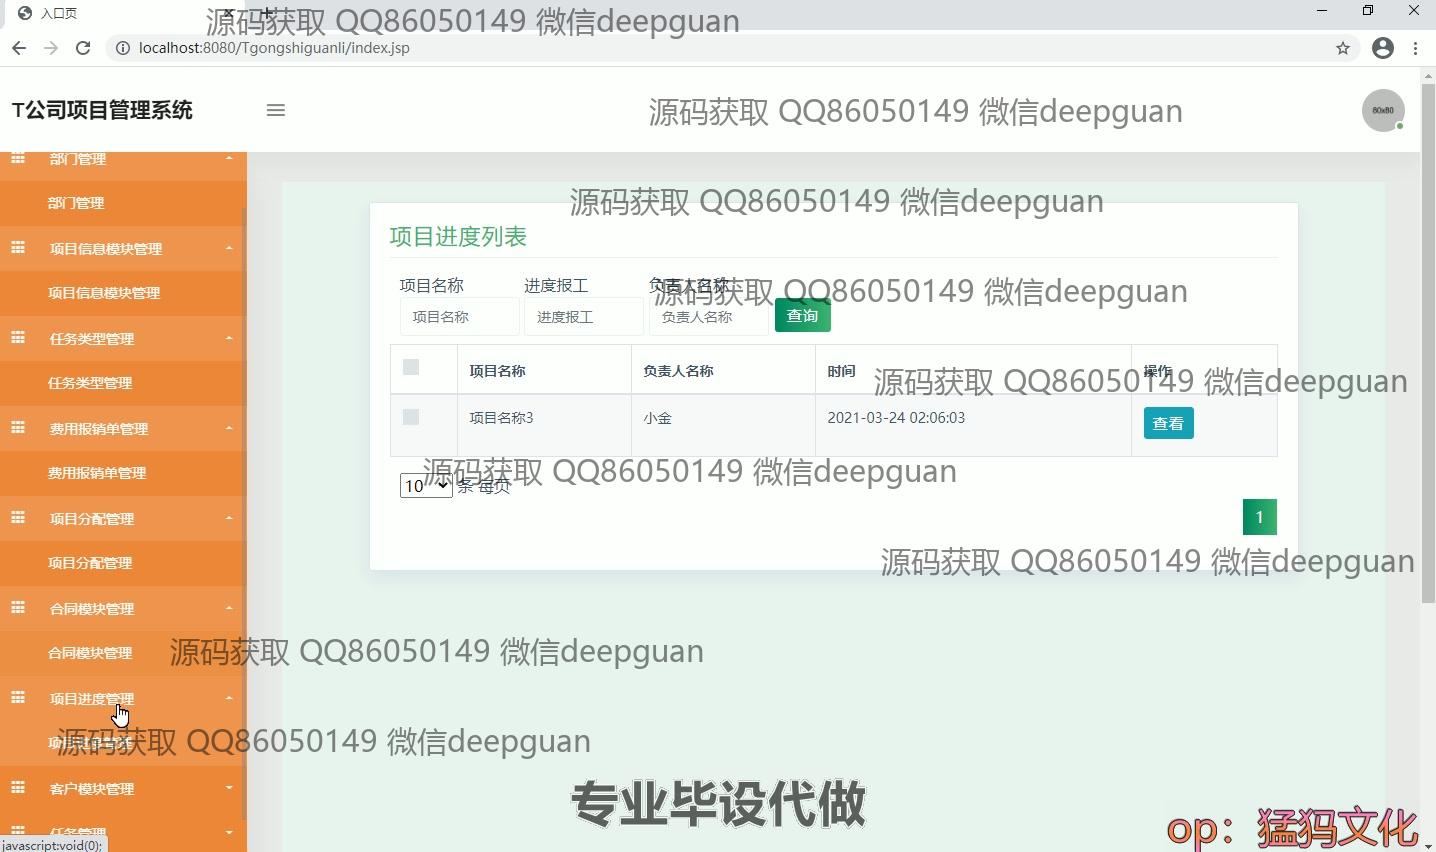 入口页
源码获取 QQ86050149 微信deepguan
localhost:8080/Tgongshiguanli/index.jsp
T公司项目管理系统
源码获取 QQ86050149 微信deepguan
80x80
部门管理
部门管理
项目信息模块管理
项目信息模块管理
任务类型管理
任务类型管理
费用报销单管理
费用报销单管理
项目分配管理
项目分配管理
合同模块管理
合同模块管理
项目进度管理
项目进度管理
客户模块管理
任务管理
javascript:void(0);
源码获取 QQ86050149 微信deepguan
项目进度列表
项目名称 进度报工 负责人名称
源码获取 QQ86050149 微信deepguan
项目名称 进度报工 负责人名称 查询
项目名称 负责人名称 时间 操作
源码获取 QQ86050149 微信deepguan
项目名称3 小金 2021-03-24 02:06:03 查看
源码获取 QQ86050149 微信deepguan
10 条 每页
1
源码获取 QQ86050149 微信deepguan
源码获取 QQ86050149 微信deepguan
源码获取 QQ86050149 微信deepguan
专业毕设代做
op：猛犸文化